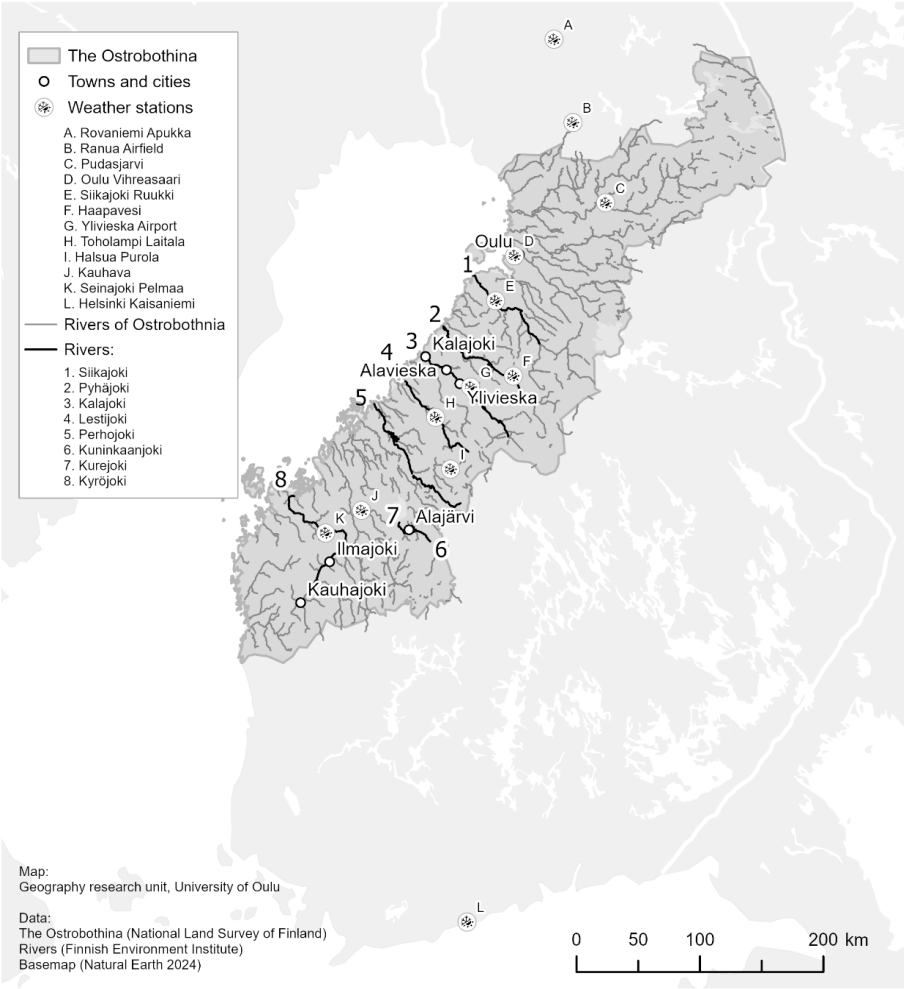 The Ostrobothina
Towns and cities
Weather stations
A. Rovaniemi Apukka
B. Ranua Airfield
C. Pudasjarvi
D. Oulu Vihreasaari
E. Siikajoki Ruukki
F. Haapavesi
G. Ylivieska Airport
H. Toholampi Laitala
I. Halsua Purola
J. Kauhava
K. Seinajoki Pelmaa
L. Helsinki Kaisaniemi
Rivers of Ostrobothnia
Rivers:
1. Siikajoki
2. Pyhäjoki
3. Kalajoki
4. Lestijoki
5. Perhojoki
6. Kuninkaanjoki
7. Kurejoki
8. Kyröjoki
A
B
C
Oulu D
1
E
2
3 Kalajoki
4
Alavieska
F
G
5
Ylivieska
H
I
8
J
7 Alajärvi
K
6
Ilmajoki
Kauhajoki
L
Map:
Geography research unit, University of Oulu
Data:
The Ostrobothina (National Land Survey of Finland)
Rivers (Finnish Environment Institute)
Basemap (Natural Earth 2024)
0 50 100 200 km